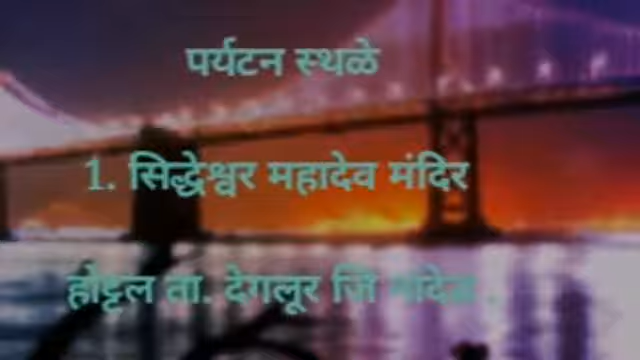 पर्यटन स्थळे
1. सिद्धेश्वर महादेव मंदिर
होट्टल ता. देगलूर जि नांदेड .